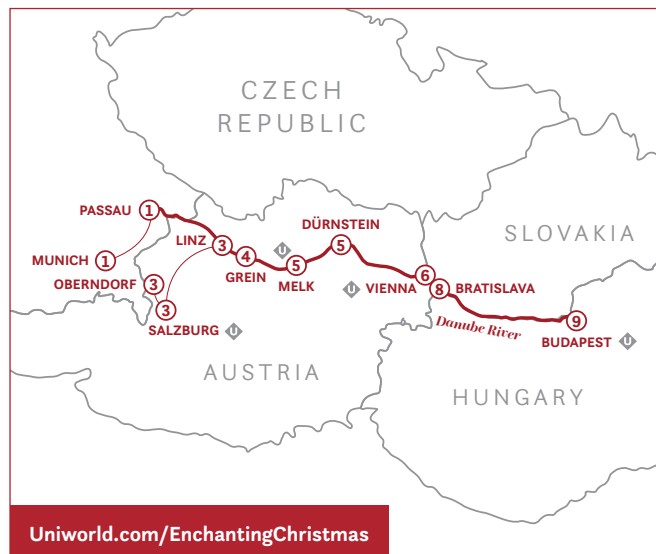 CZECH
REPUBLIC
PASSAU
1
DÜRNSTEIN
5
SLOVAKIA
LINZ
3
4
GREIN
5
MELK
MUNICH
1
OBERNDORF
3
3
SALZBURG
U
U
U
VIENNA
6
8
BRATISLAVA
Danube River
9
BUDAPEST
U
AUSTRIA
HUNGARY
Uniworld.com/EnchantingChristmas